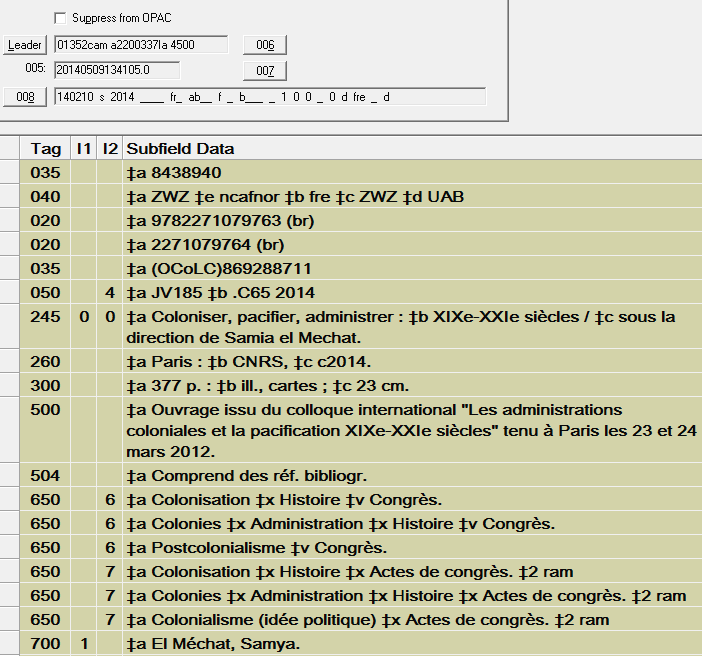 Suppress from OPAC
Leader 01352cam a2200337la 4500 006
005: 20140509134105.0 007
008 140210 s 2014 ____ fr_ ab__ f _ b___ _ 1 0 0 _ 0 d fre _ d
Tag I1 I2 Subfield Data
035 ‡a 8438940
040 ‡a ZWZ ‡e ncafnor ‡b fre ‡c ZWZ ‡d UAB
020 ‡a 9782271079763 (br)
020 ‡a 2271079764 (br)
035 ‡a (OCoLC)869288711
050 4 ‡a JV185 ‡b .C65 2014
245 0 0 ‡a Coloniser, pacifier, administrer : ‡b XIXe-XXIe siècles / ‡c sous la
direction de Samia el Mechat.
260 ‡a Paris : ‡b CNRS, ‡c c2014.
300 ‡a 377 p. : ‡b ill., cartes ; ‡c 23 cm.
500 ‡a Ouvrage issu du colloque international "Les administrations
coloniales et la pacification XIXe-XXIe siècles" tenu à Paris les 23 et 24
mars 2012.
504 ‡a Comprend des réf. bibliogr.
650 6 ‡a Colonisation ‡x Histoire ‡v Congrès.
650 6 ‡a Colonies ‡x Administration ‡x Histoire ‡v Congrès.
650 6 ‡a Postcolonialisme ‡v Congrès.
650 7 ‡a Colonisation ‡x Histoire ‡x Actes de congrès. ‡2 ram
650 7 ‡a Colonies ‡x Administration ‡x Histoire ‡x Actes de congrès. ‡2 ram
650 7 ‡a Colonialisme (idée politique) ‡x Actes de congrès. ‡2 ram
700 1 ‡a El Méchat, Samya.